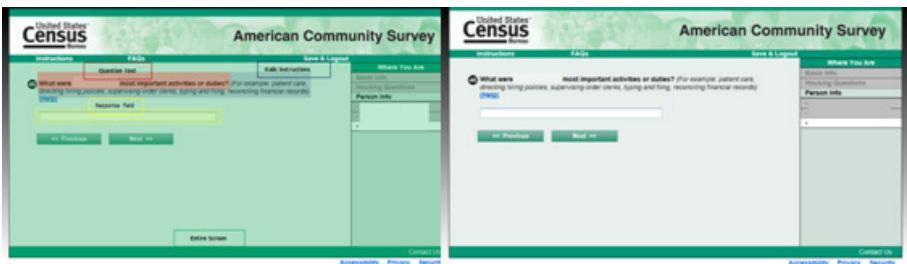 United States
Census
Bureau
American Community Survey
Instructions FAQs Save & Logout
Question text
Italic Instructions
Where You Are
Basic Info
Housing Questions
Person Info
What were most important activities or duties? (For example: patient care,
directing hiring policies, supervising order clerks, typing and filing, reconciling financial records)
(Help)
Response Field
<< Previous Next >>
Entire Screen
Contact Us
Accessibility Privacy Security
United States
Census
Bureau
American Community Survey
Instructions FAQs Save & Logout
Where You Are
Basic Info
Housing Questions
Person Info
What were most important activities or duties? (For example: patient care,
directing hiring policies, supervising order clerks, typing and filing, reconciling financial records)
(Help)
<< Previous Next >>
Contact Us
Accessibility Privacy Security